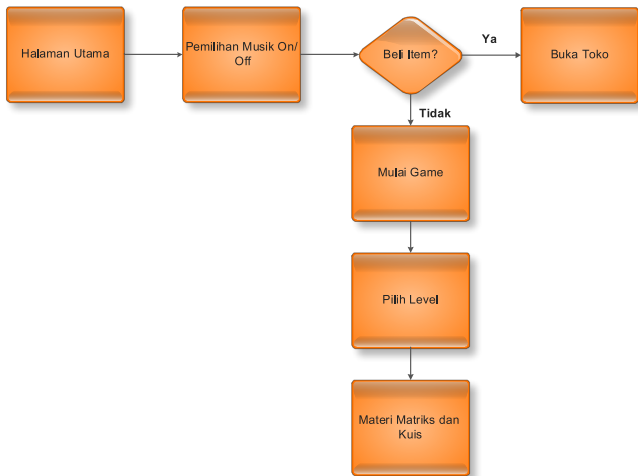 Halaman Utama
Pemilihan Musik On/
Off
Beli Item?
Ya
Buka Toko
Tidak
Mulai Game
Pilih Level
Materi Matriks dan
Kuis